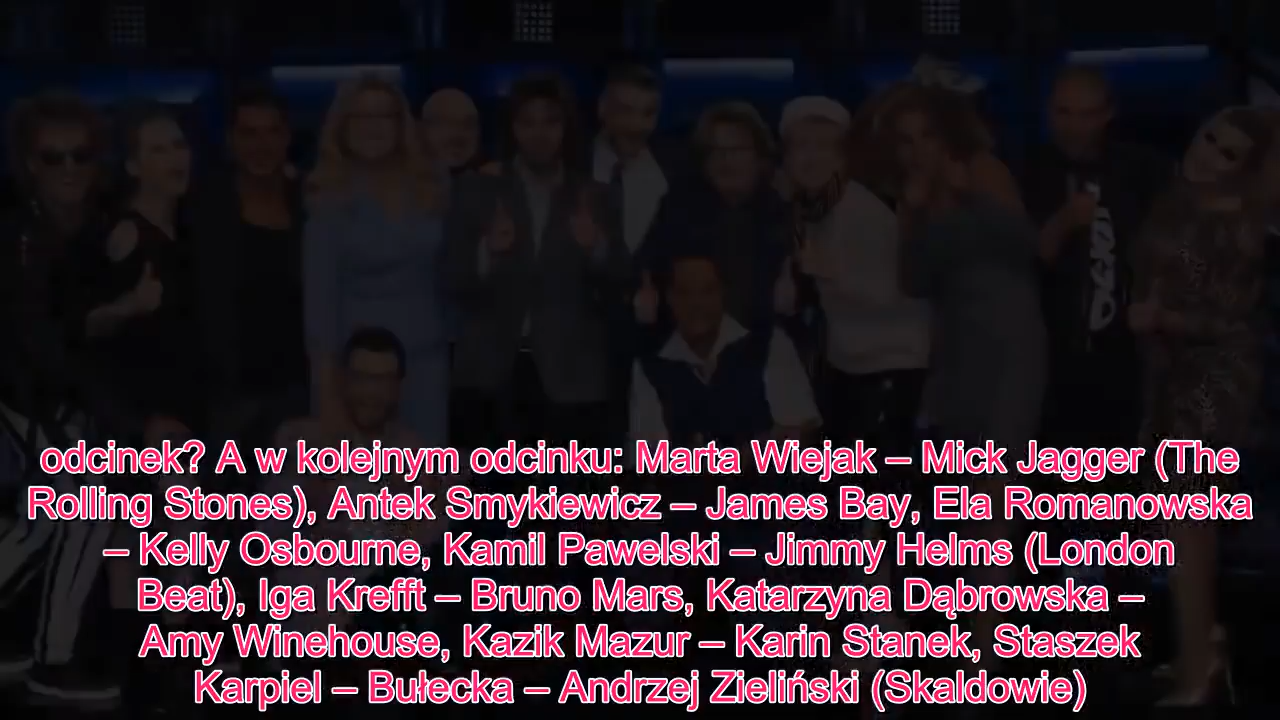 odcinek? A w kolejnym odcinku: Marta Wiejak – Mick Jagger (The
Rolling Stones), Antek Smykiewicz – James Bay, Ela Romanowska
– Kelly Osbourne, Kamil Pawelski – Jimmy Helms (London
Beat), Iga Krefft – Bruno Mars, Katarzyna Dąbrowska –
Amy Winehouse, Kazik Mazur – Karin Stanek, Staszek
Karpiel – Bułecka – Andrzej Zieliński (Skaldowie)